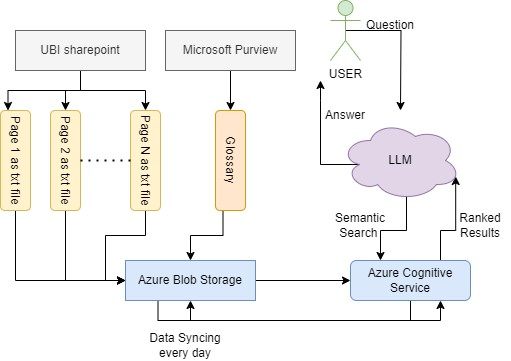 UBI sharepoint
Microsoft Purview
Question
USER
Answer
Page 1 as txt file
Page 2 as txt file
Page N as txt file
Glossary
LLM
Semantic
Search
Ranked
Results
Azure Blob Storage
Azure Cognitive
Service
Data Syncing
every day